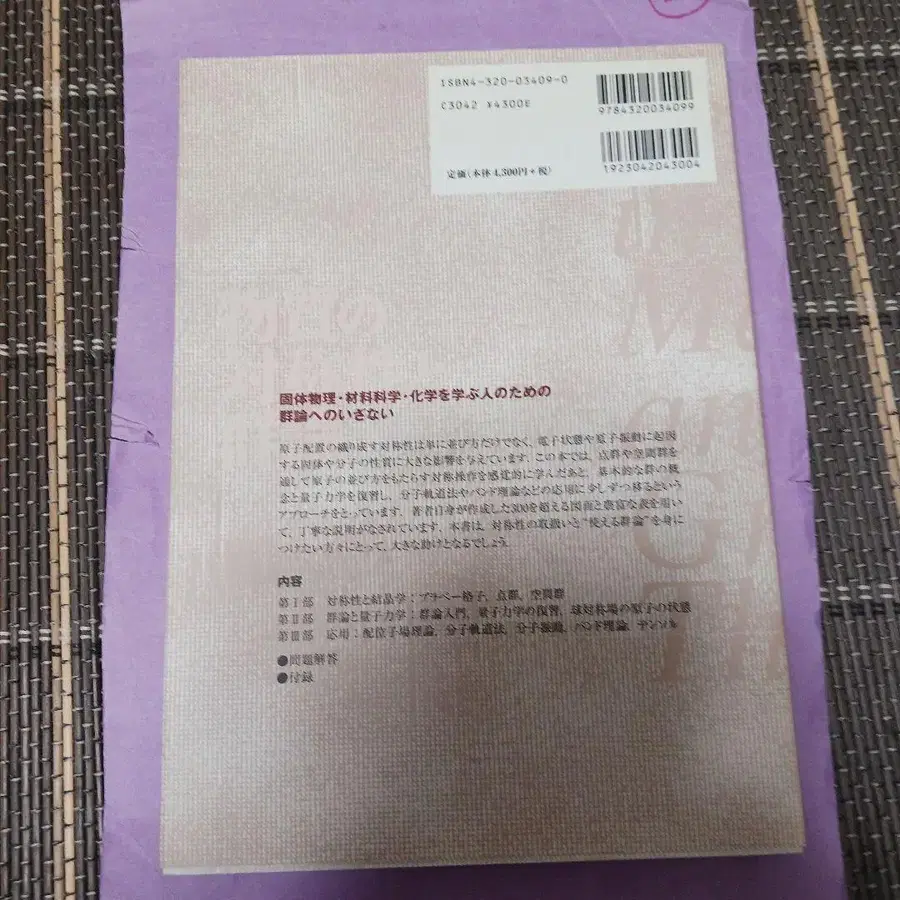 ISBN4-320-03409-0
C3042 ¥4300E
定価(本体4,300円+税)
9784320034099
1923042043004
物質の
固体物理・材料科学・化学を学ぶ人のための
群論へのいざない
原子配置の織り成す対称性は単に並び方だけでなく、電子状態や原子振動に起因
する固体や分子の性質に大きな影響を与えています。この本では、点群や空間群を
通して原子の並び方をもたらす対称操作を感覚的に学んだあと、基本的な群の概
念と量子力学を復習し、分子軌道法やバンド理論などの応用に少しずつ移るという
アプローチをとっています。著者自身が作成した300を超える図面と豊富な表を用い
て、丁寧な説明がなされています。本書は、対称性の取扱いと“使える群論”を身に
つけたい方々にとって、大きな助けとなるでしょう。
内容
第Ⅰ部 対称性と結晶学:ブラベー格子、点群、空間群
第Ⅱ部 群論と量子力学:群論入門、量子力学の復習、球対称場の原子の状態
第Ⅲ部 応用:配位子場理論、分子軌道法、分子振動、バンド理論、テンソル
●問題解答
●付録